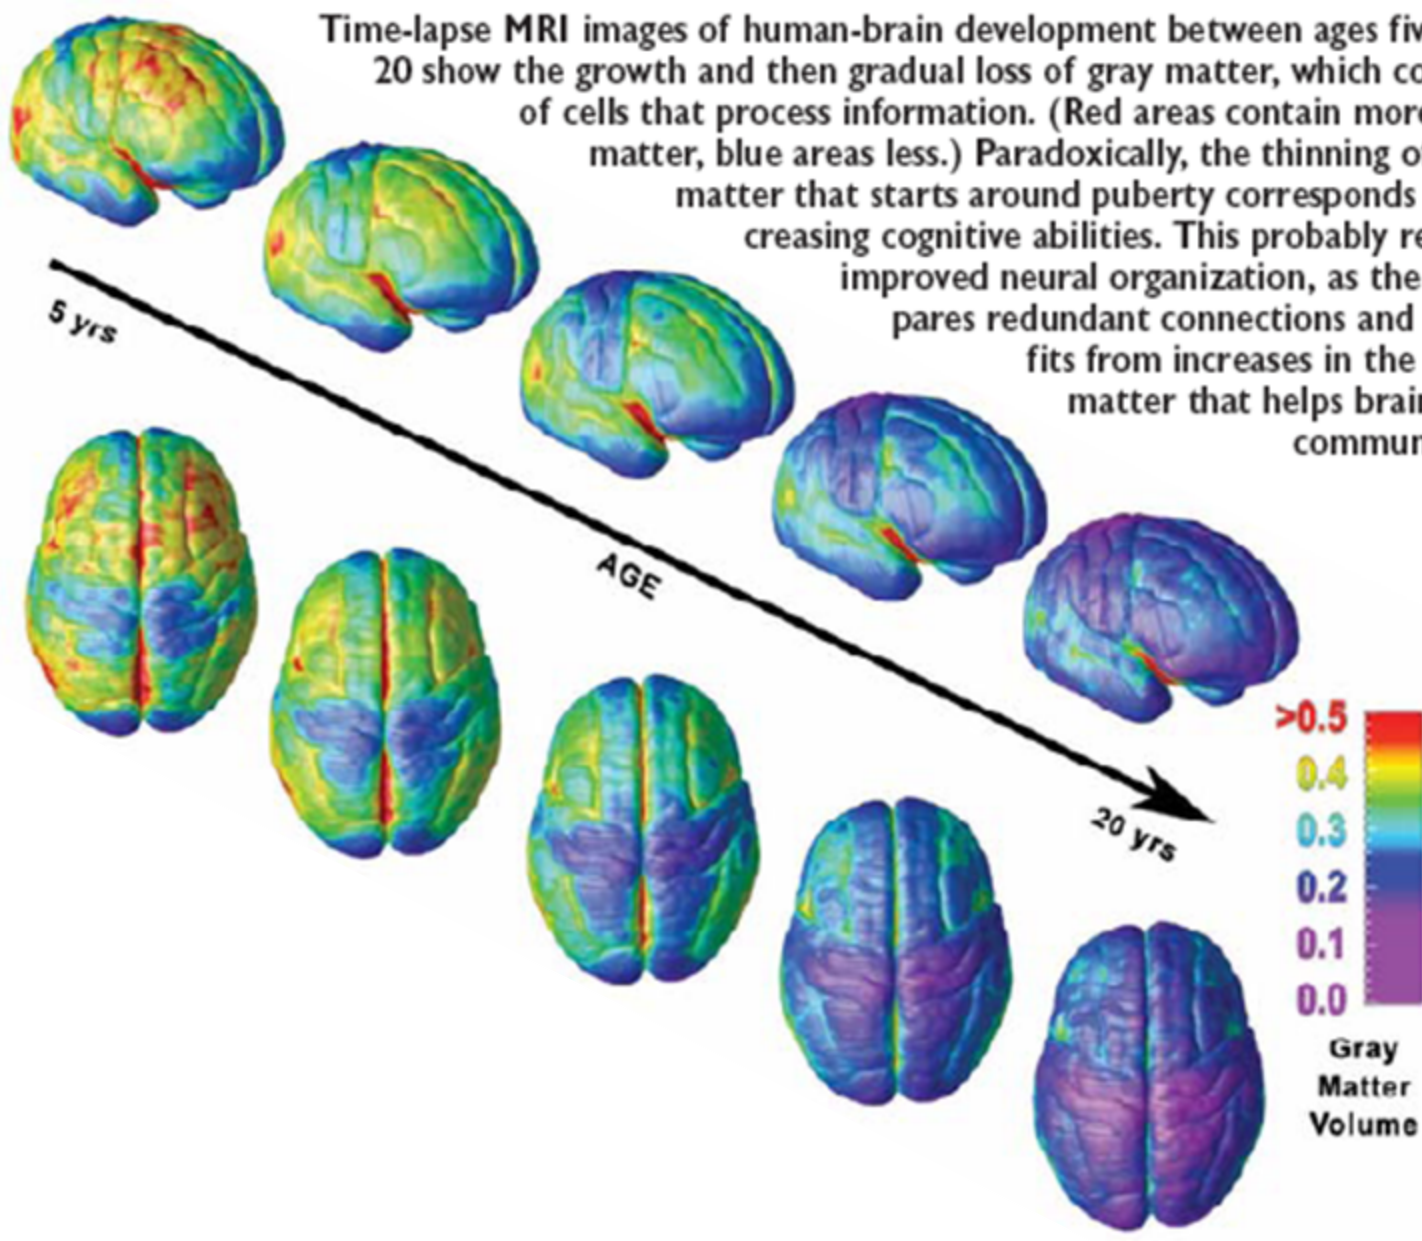 Time-lapse MRI images of human-brain development between ages fiv
20 show the growth and then gradual loss of gray matter, which co
of cells that process information. (Red areas contain more
matter, blue areas less.) Paradoxically, the thinning of
matter that starts around puberty corresponds
creasing cognitive abilities. This probably re
improved neural organization, as the
pares redundant connections and
fits from increases in the
matter that helps brain
commun
5 yrs
AGE
20 yrs
>0.5
0.4
0.3
0.2
0.1
0.0
Gray
Matter
Volume